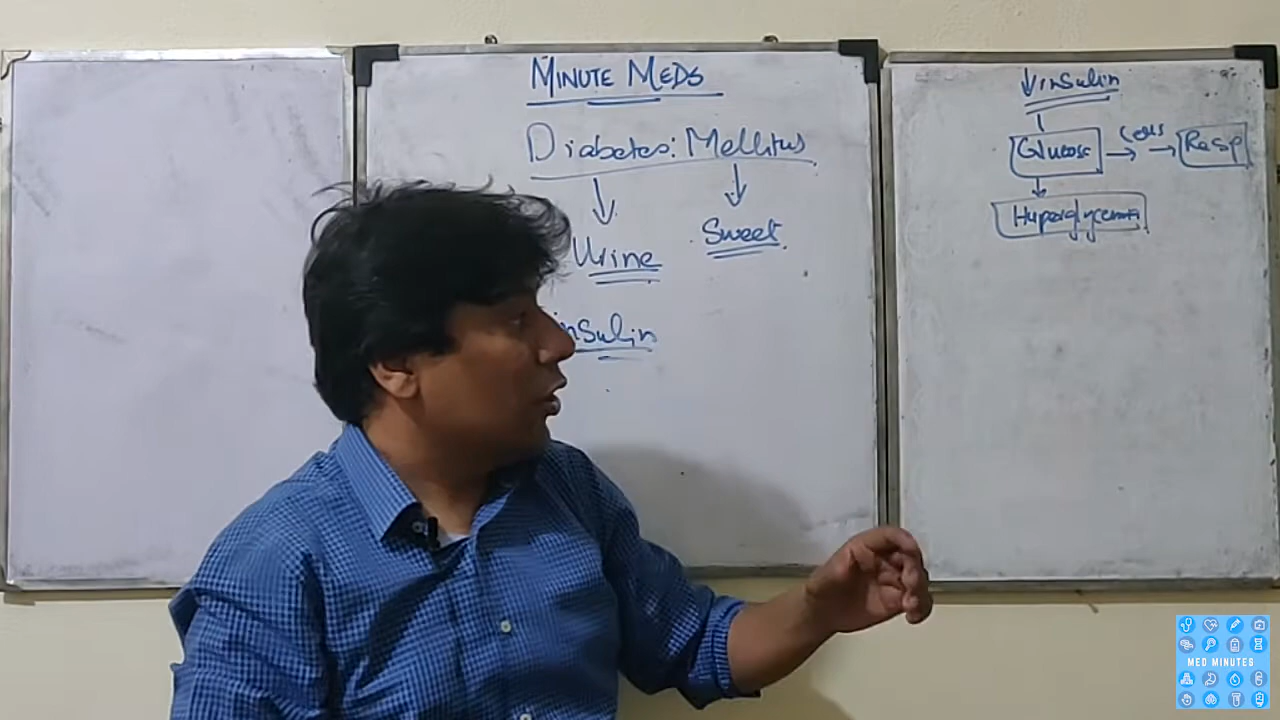 MINUTE MEDS
Diabetes: Mellitus
↓ ↓
Urine Sweet
insulin
↓insulin
Glucose → cells → Resp
↓
Hyperglycemia
MED MINUTES